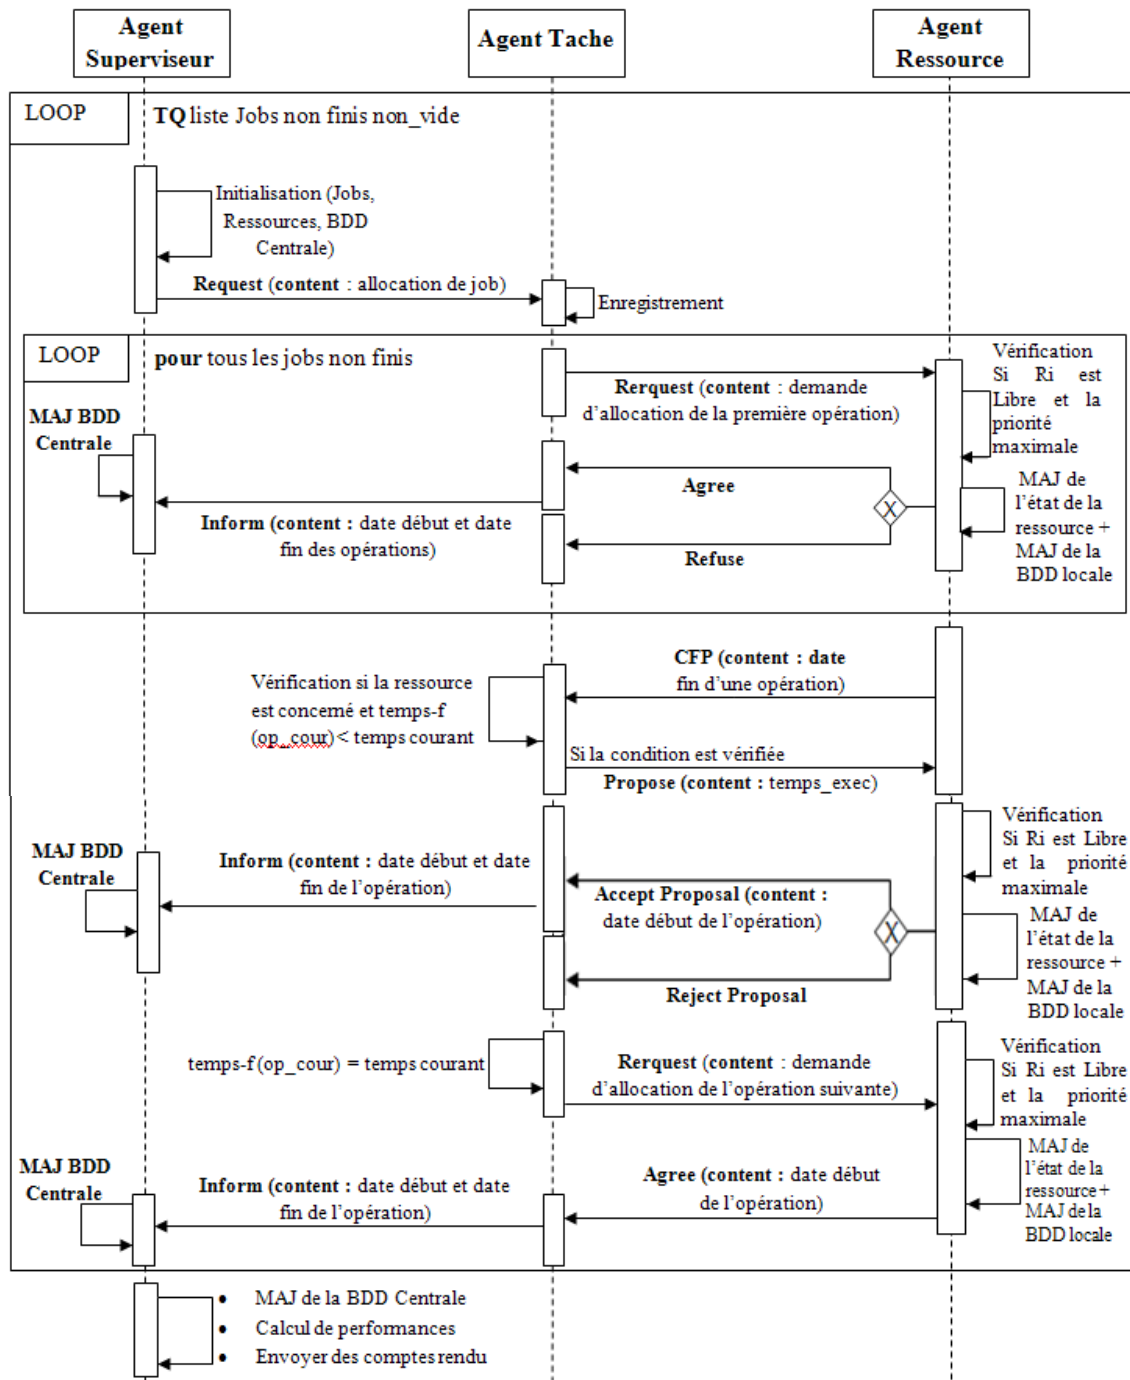 Agent
Superviseur
Agent Tache
Agent
Ressource
LOOP
TQ liste Jobs non finis non_vide
Initialisation (Jobs,
Ressources, BDD
Centrale)
Request (content : allocation de job)
Enregistrement
LOOP
pour tous les jobs non finis
Rerquest (content : demande
d’allocation de la première opération)
Vérification
Si Ri est
Libre et la
priorité
maximale
MAJ BDD
Centrale
Agree
X
Inform (content : date début et date
fin des opérations)
Refuse
MAJ de
l’état de la
ressource +
MAJ de la
BDD locale
CFP (content : date
fin d’une opération)
Vérification si la ressource
est concerné et temps-f
(op_cour) < temps courant
Si la condition est vérifiée
Propose (content : temps_exec)
Vérification
Si Ri est Libre
et la priorité
maximale
MAJ BDD
Centrale
Inform (content : date début et date
fin de l’opération)
Accept Proposal (content :
date début de l’opération)
X
Reject Proposal
MAJ de
l’état de la
ressource +
MAJ de la
BDD locale
temps-f (op_cour) = temps courant
Rerquest (content : demande
d’allocation de l’opération suivante)
Vérification
Si Ri est Libre
et la priorité
maximale
MAJ de
l’état de la
ressource +
MAJ de la
BDD locale
MAJ BDD
Centrale
Inform (content : date début et date
fin de l’opération)
Agree (content : date début
de l’opération)
• MAJ de la BDD Centrale
• Calcul de performances
• Envoyer des comptes rendu